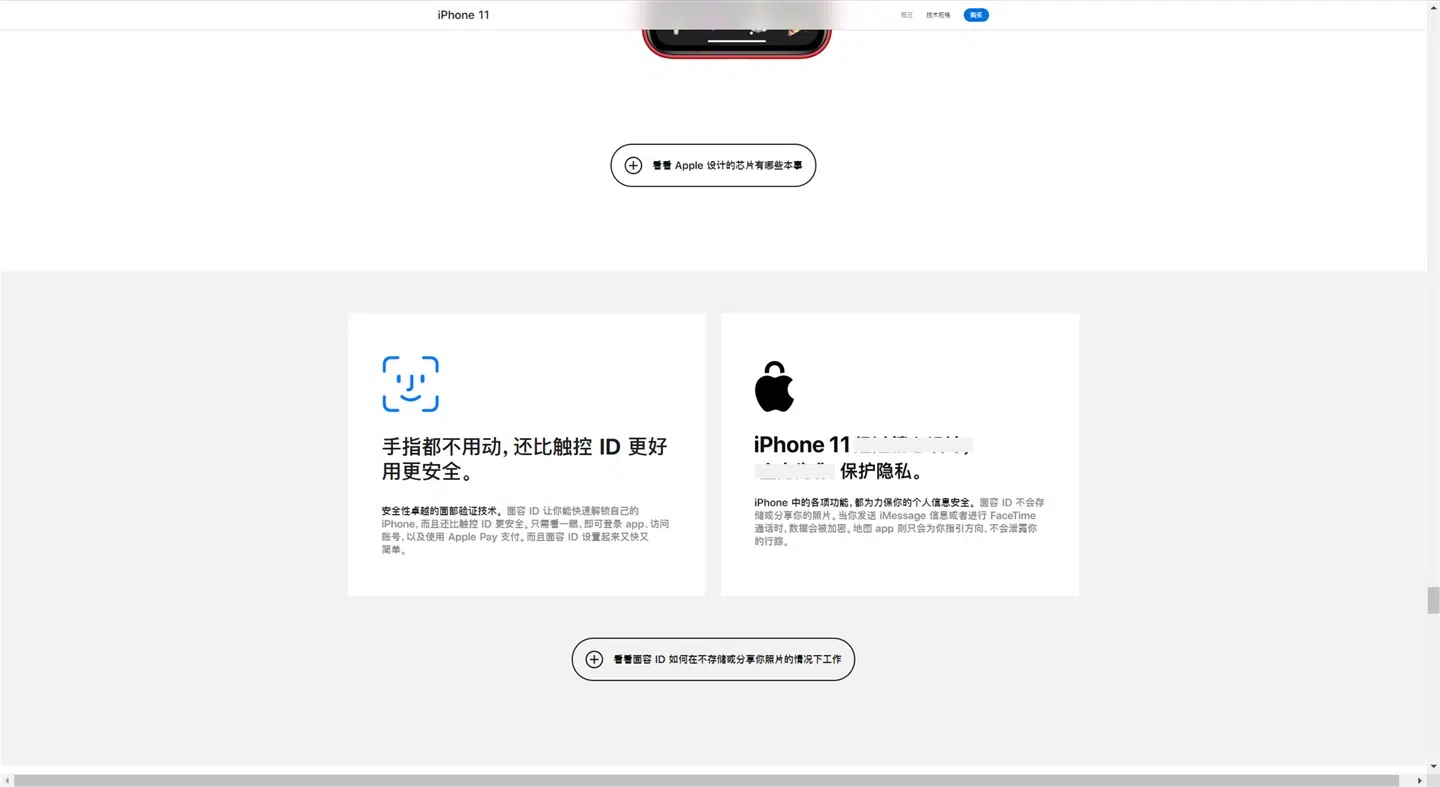 iPhone 11
概览 技术规格 购买
看看 Apple 设计的芯片有哪些本事
手指都不用动，还比触控 ID 更好
用更安全。
安全性卓越的面部验证技术。面容 ID 让你能快速解锁自己的
iPhone，而且还比触控 ID 更安全。只需看一眼，即可登录 app、访问
账号，以及使用 Apple Pay 支付。而且面容 ID 设置起来又快又
简单。
iPhone 11
保护隐私。
iPhone 中的各项功能，都为力保你的个人信息安全。面容 ID 不会存
储或分享你的照片。当你发送 iMessage 信息或者进行 FaceTime
通话时，数据会被加密。地图 app 则只会为你指引方向，不会泄露你
的行踪。
看看面容 ID 如何在不存储或分享你照片的情况下工作